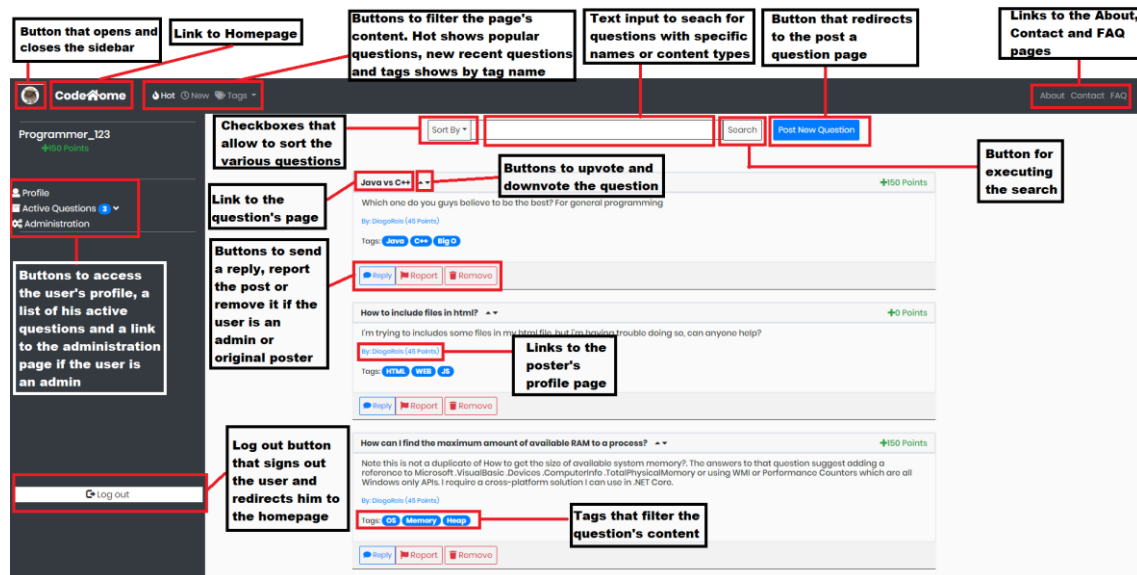 Button that opens and
closes the sidebar
Link to Homepage
Buttons to filter the page's
content. Hot shows popular
questions, new recent questions
and tags shows by tag name
Text input to seach for
questions with specific
names or content types
Button that redirects
to the post a
question page
Links to the About,
Contact and FAQ
pages
CodeHome
Hot New Tags
About Contact FAQ
Programmer_123
+150 Points
Checkboxes that
allow to sort the
various questions
Sort By
Search
Post New Question
Button for
executing
the search
Buttons to upvote and
downvote the question
Profile
Active Questions 3
Administration
Link to the
question's page
Java vs C++
+150 Points
Which one do you guys believe to be the best? For general programming
By: DiogoReis (45 Points)
Tags: Java C++ Big O
Reply Report Remove
Buttons to send
a reply, report
the post or
remove it if the
user is an
admin or
original poster
Buttons to access
the user's profile, a
list of his active
questions and a link
to the administration
page if the user is
an admin
How to include files in html?
+0 Points
I'm trying to includes some files in my html file, but i'm having trouble doing so, can anyone help?
By: DiogoReis (45 Points)
Tags: HTML WEB JS
Links to the
poster's
profile page
Reply Report Remove
Log out button
that signs out
the user and
redirects him to
the homepage
Log out
How can I find the maximum amount of available RAM to a process?
+150 Points
Note this is not a duplicate of How to get the size of available system memory?. The answers to that question suggest adding a
reference to Microsoft .VisualBasic .Devices .ComputerInfo .TotalPhysicalMemory or using WMI or Performance Counters which are all
Windows only APIs. I require a cross-platform solution I can use in .NET Core.
By: DiogoReis (45 Points)
Tags: OS Memory Heap
Tags that filter the
question's content
Reply Report Remove